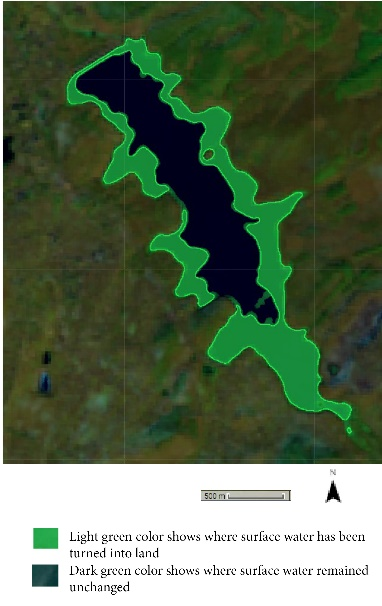 500 m
N
Light green color shows where surface water has been
turned into land
Dark green color shows where surface water remained
unchanged